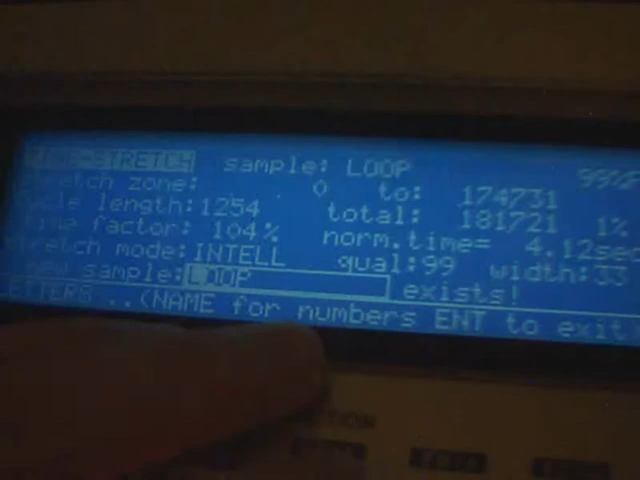 TIME-STRETCH sample: LOOP 99%F
stretch zone: 0 to: 174731
cycle length:1254 total: 181721 1%
time factor: 104% norm.time= 4.12sec
stretch mode:INTELL qual:99 width:33
new sample:LOOP exists!
LETTERS ..(NAME for numbers ENT to exit